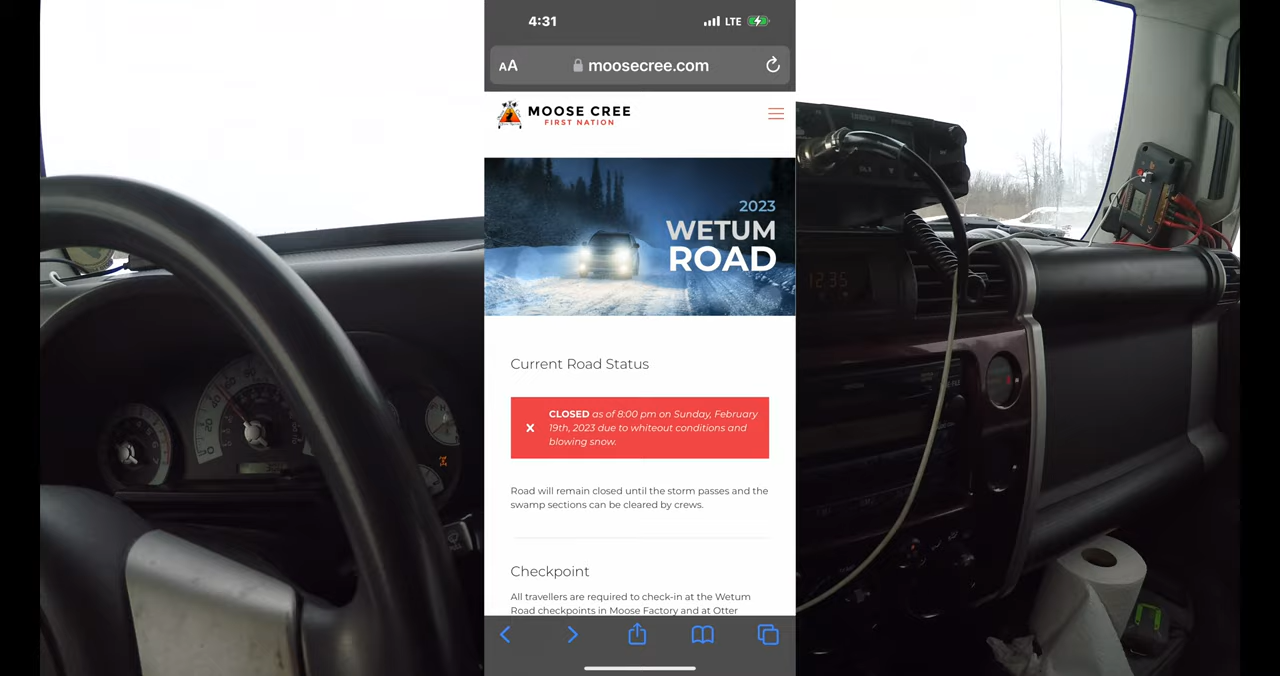 4:31
LTE
AA
moosecree.com
MOOSE CREE
FIRST NATION
2023
WETUM
ROAD
Current Road Status
CLOSED as of 8:00 pm on Sunday, February
19th, 2023 due to whiteout conditions and
blowing snow.
Road will remain closed until the storm passes and the
swamp sections can be cleared by crews.
Checkpoint
All travellers are required to check-in at the Wetum
Road checkpoints in Moose Factory and at Otter
12:35